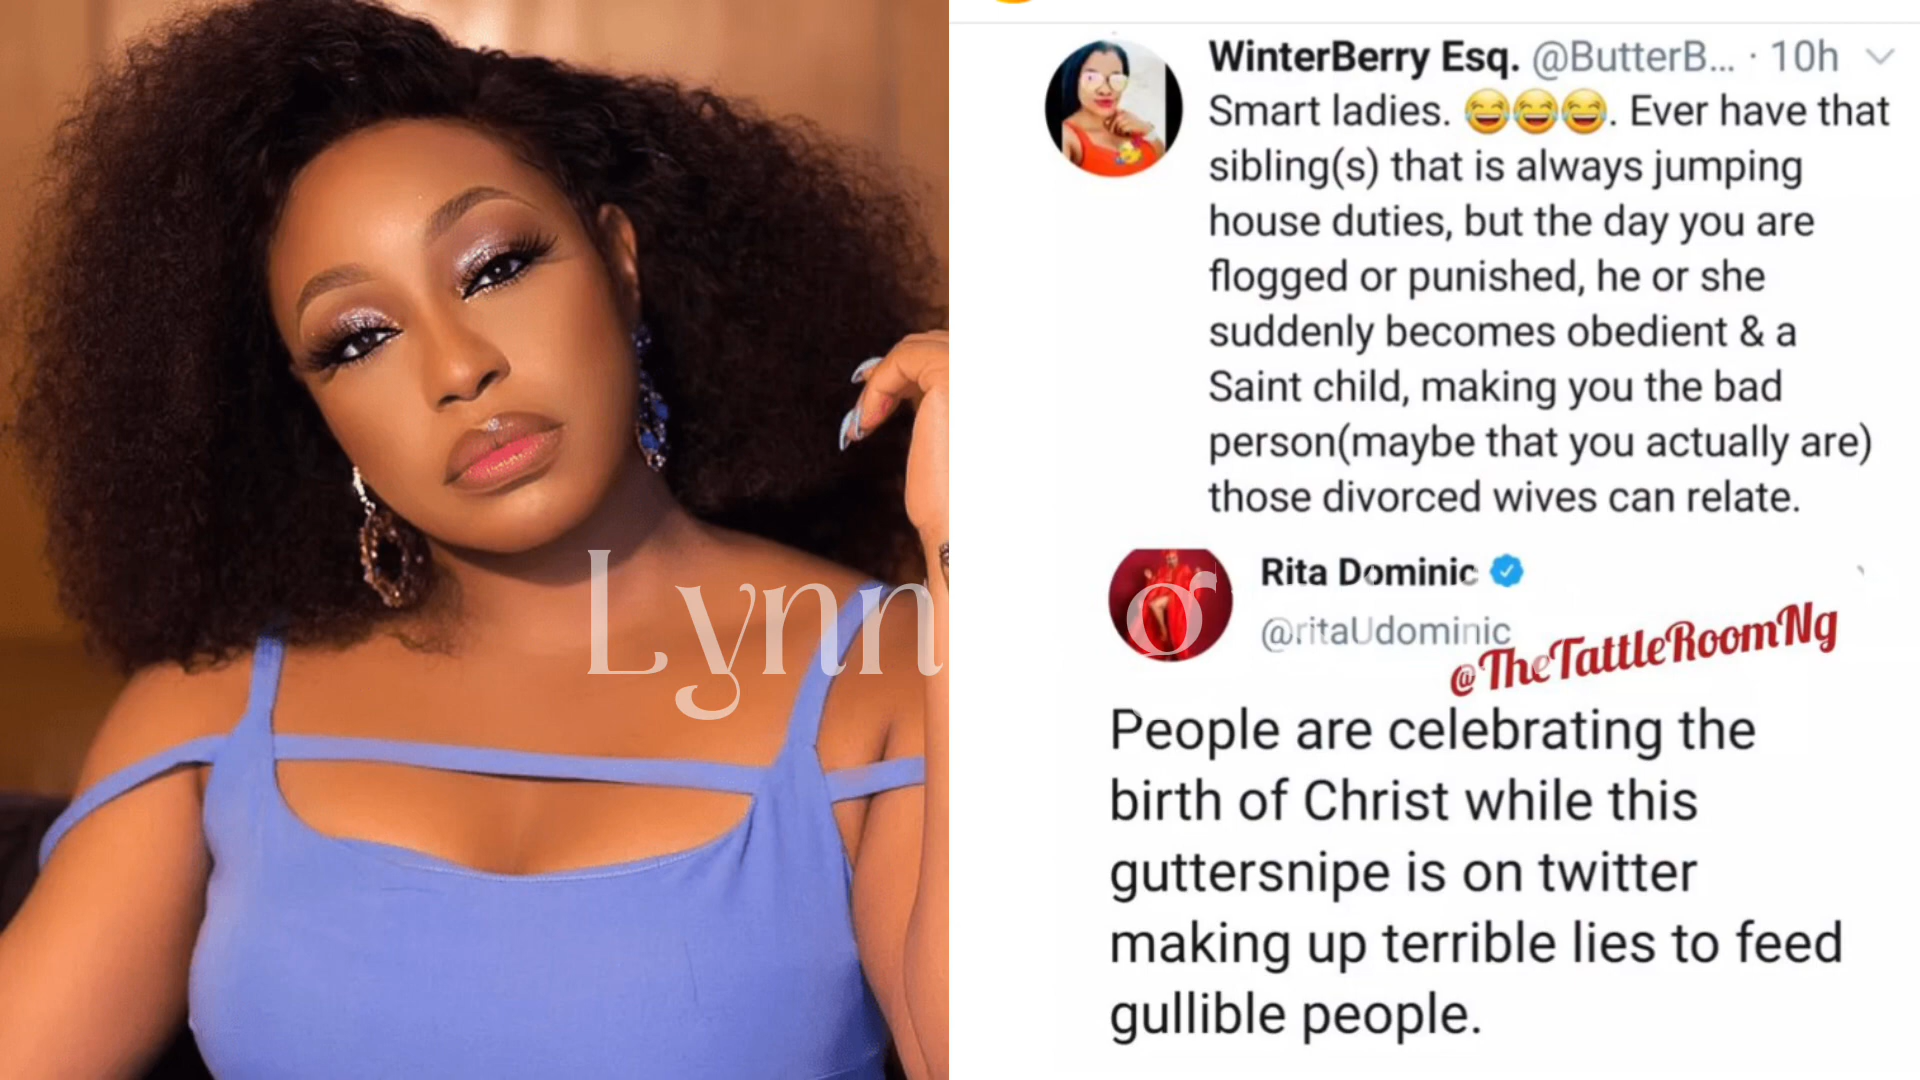 WinterBerry Esq. @ButterB... · 10h
Smart ladies. 😂😂😂. Ever have that
sibling(s) that is always jumping
house duties, but the day you are
flogged or punished, he or she
suddenly becomes obedient & a
Saint child, making you the bad
person(maybe that you actually are)
those divorced wives can relate.
Rita Dominic
@ritaUdominic
@TheTattleRoomNg
People are celebrating the
birth of Christ while this
guttersnipe is on twitter
making up terrible lies to feed
gullible people.